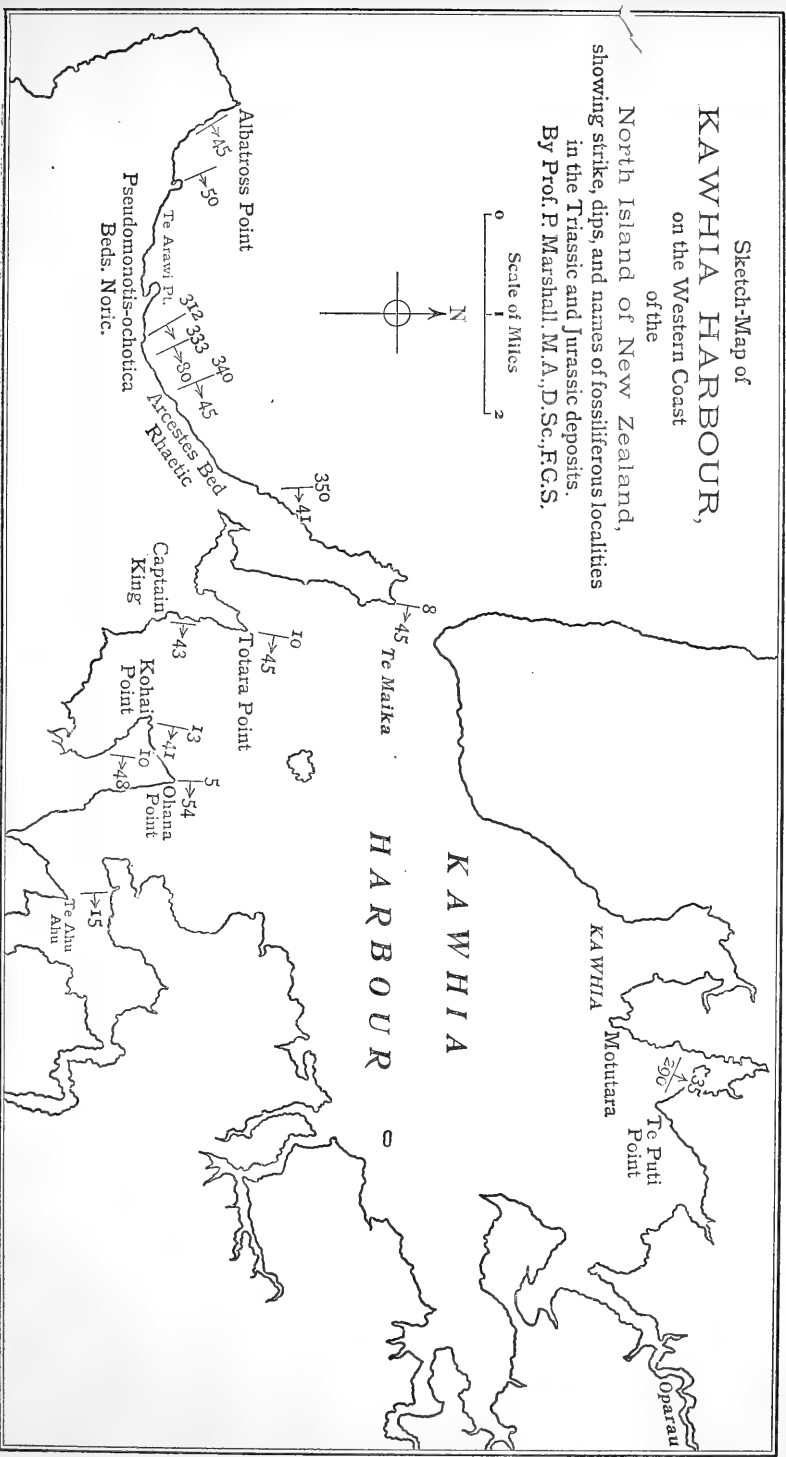 Sketch-Map of
KAWHIA HARBOUR,
on the Western Coast
of the
North Island of New Zealand,
showing strike, dips, and names of fossiliferous localities
in the Triassic and Jurassic deposits.
By Prof. P. Marshall. M.A., D.Sc., F.G.S.
Scale of Miles
0 1 2
N
Albatross Point
45
50
Te Arawi Pt.
Pseudomonotis-ochotica
Beds. Noric.
312
333
80
340
45
Arcestes Bed
Rhaetic
350
41
8
45
Te Maika
10
45
Totara Point
Captain
King
43
Kohai
Point
13
41
10
48
5
54
Ohana
Point
15
Te Ahu
Ahu
KAWHIA
HARBOUR
KAWHIA
Motutara
35
290
Te Puti
Point
Oparau